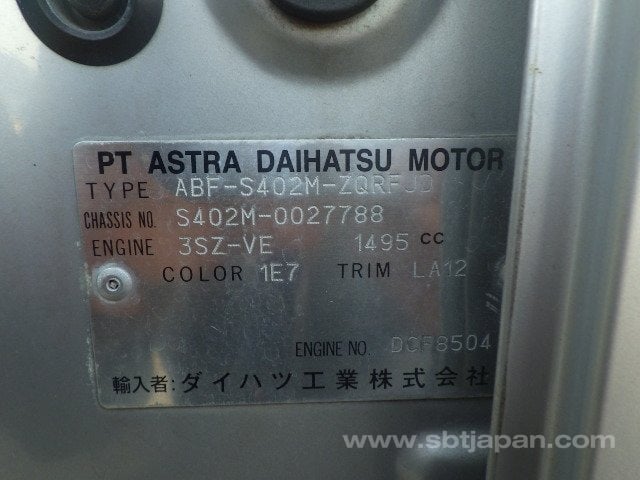 PT ASTRA DAIHATSU MOTOR
TYPE ABF-S402M-ZQRFJD
CHASSIS NO. S402M-0027788
ENGINE 3SZ-VE 1495 CC
COLOR 1E7 TRIM LA12
ENGINE NO. DCF8504
輸入者:ダイハツ工業株式会社
www.sbtjapan.com